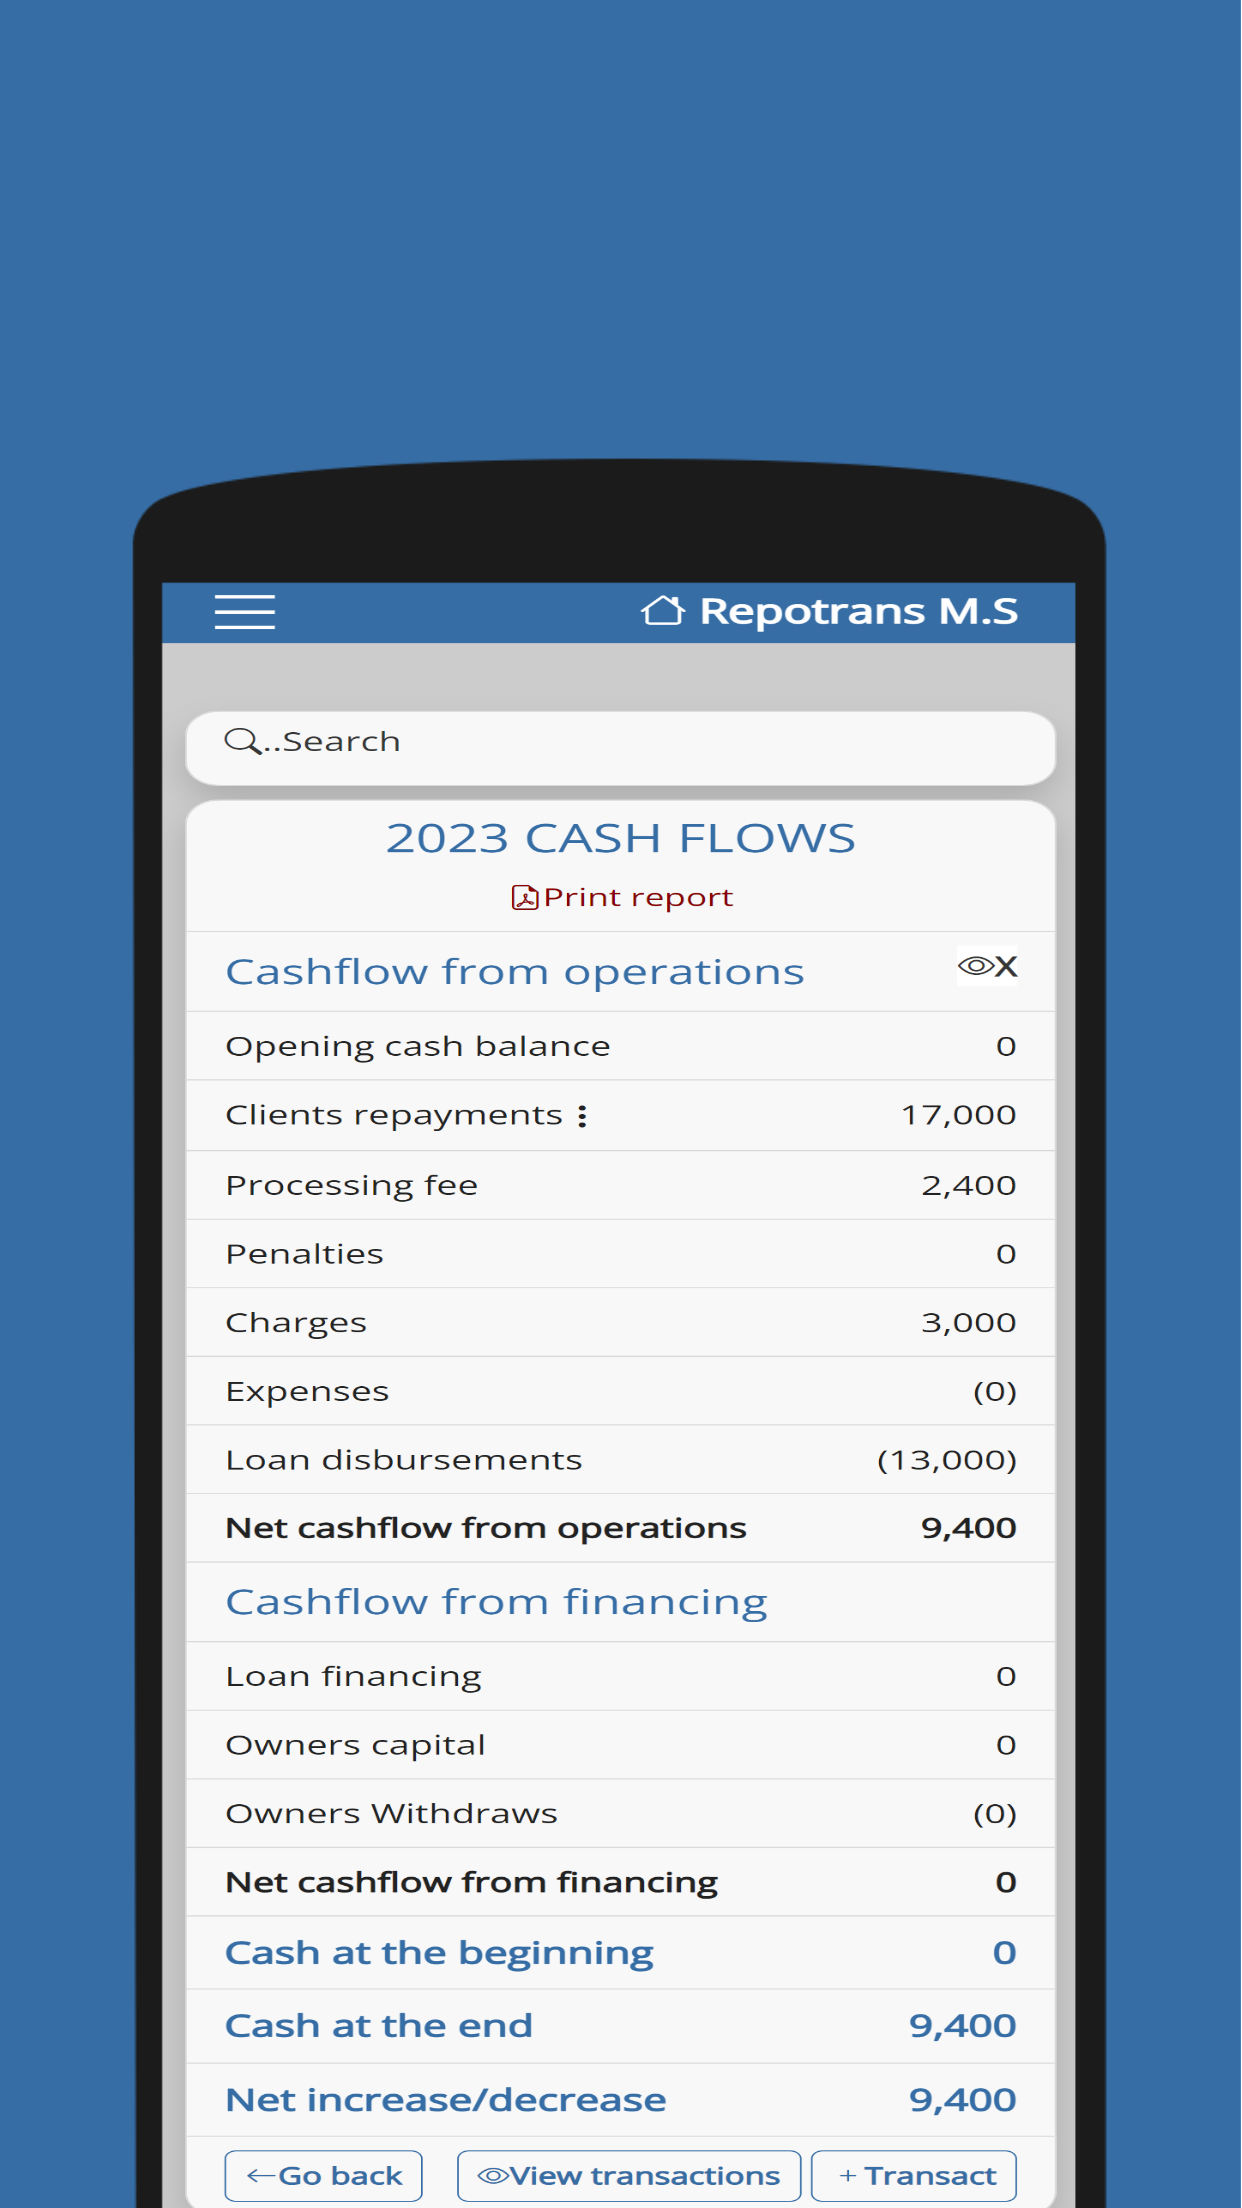 Repotrans M.S
..Search
2023 CASH FLOWS
Print report
Cashflow from operations X
Opening cash balance 0
Clients repayments 17,000
Processing fee 2,400
Penalties 0
Charges 3,000
Expenses (0)
Loan disbursements (13,000)
Net cashflow from operations 9,400
Cashflow from financing
Loan financing 0
Owners capital 0
Owners Withdraws (0)
Net cashflow from financing 0
Cash at the beginning 0
Cash at the end 9,400
Net increase/decrease 9,400
←Go back View transactions + Transact